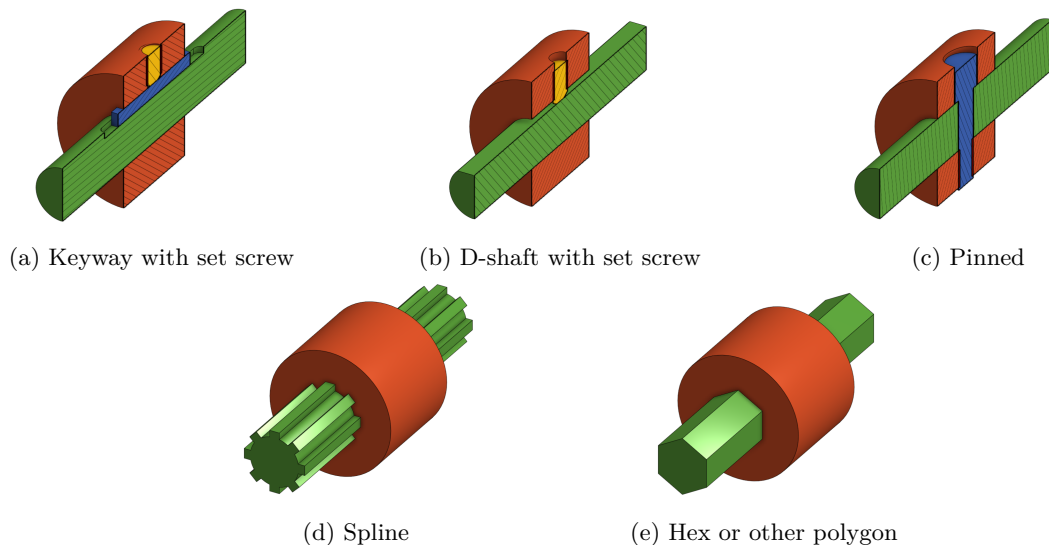 (a) Keyway with set screw
(b) D-shaft with set screw
(c) Pinned
(d) Spline
(e) Hex or other polygon